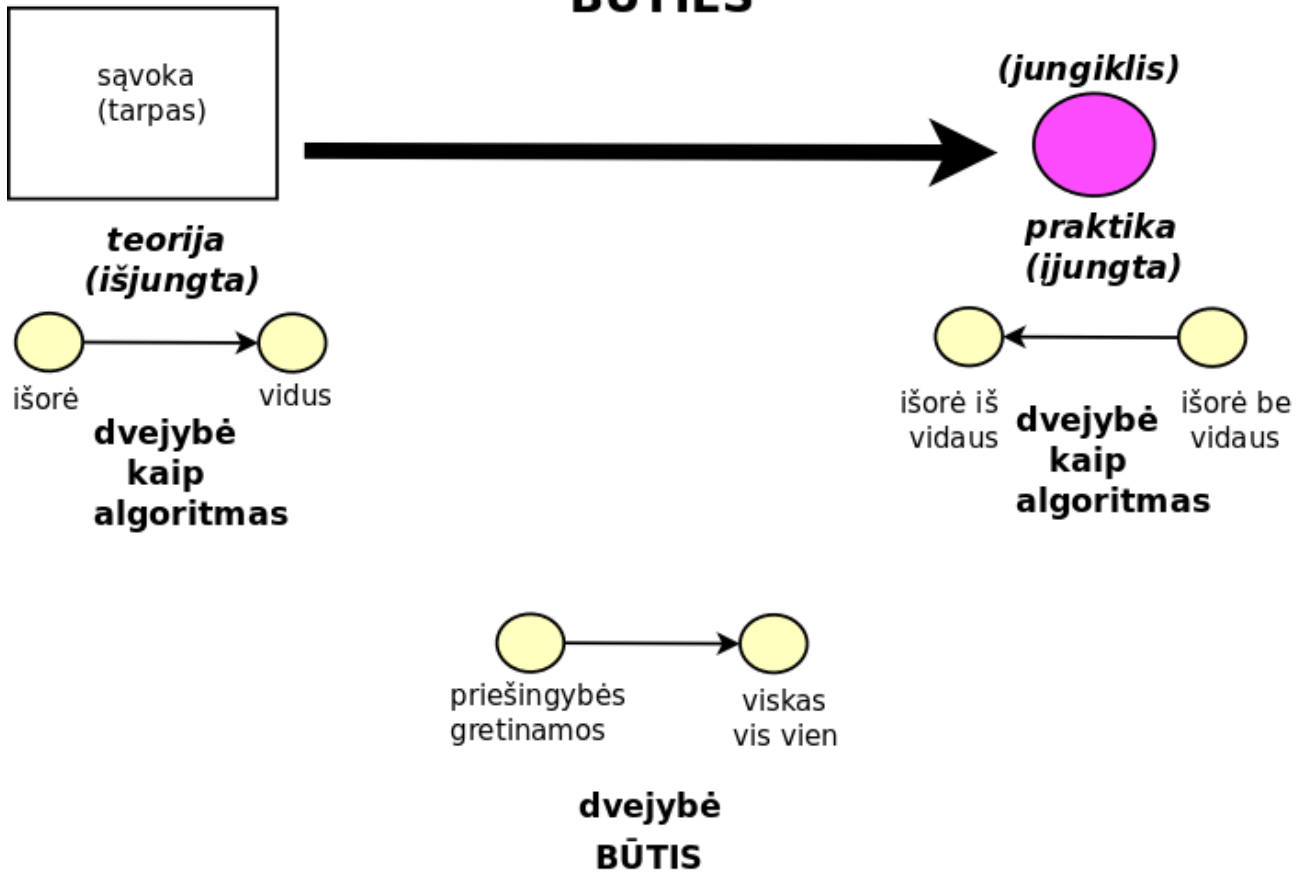 BŪTIES
sąvoka
(tarpas)
(jungiklis)
teorija
(išjungta)
praktika
(įjungta)
išorė
vidus
dvejybė
kaip
algoritmas
išorė iš
vidaus
dvejybė
kaip
algoritmas
išorė be
vidaus
priešingybės
gretinamos
viskas
vis vien
dvejybė
BŪTIS